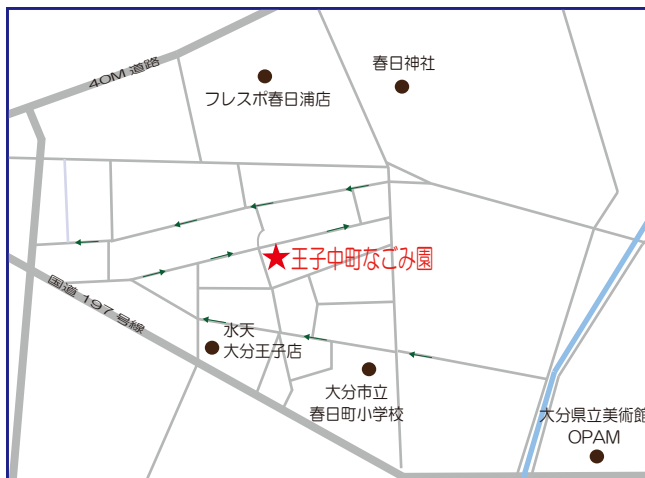 40M 道路
春日神社
フレスポ春日浦店
王子中町なごみ園
国道 197 号線
水天
大分王子店
大分市立
春日町小学校
大分県立美術館
OPAM